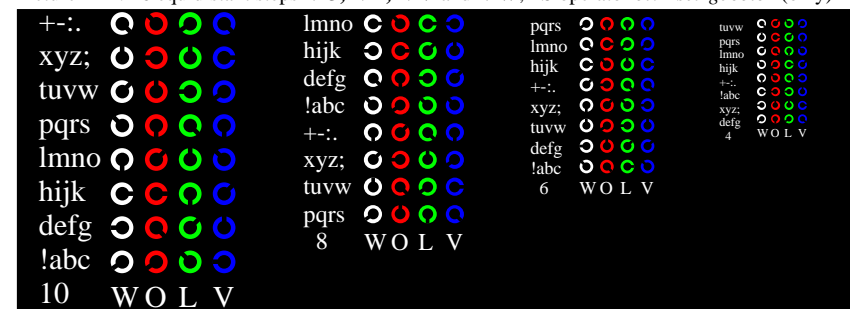 +-:.
xyz;
tuvw
pqrs
lmno
hijk
defg
!abc
10 W O L V
lmno
hijk
defg
!abc
+-:.
xyz;
tuvw
pqrs
8 W O L V
pqrs
lmno
hijk
+-:.
xyz;
tuvw
defg
!abc
6 W O L V
tuvw
pqrs
lmno
hijk
+-:.
!abc
xyz;
defg
4 W O L V